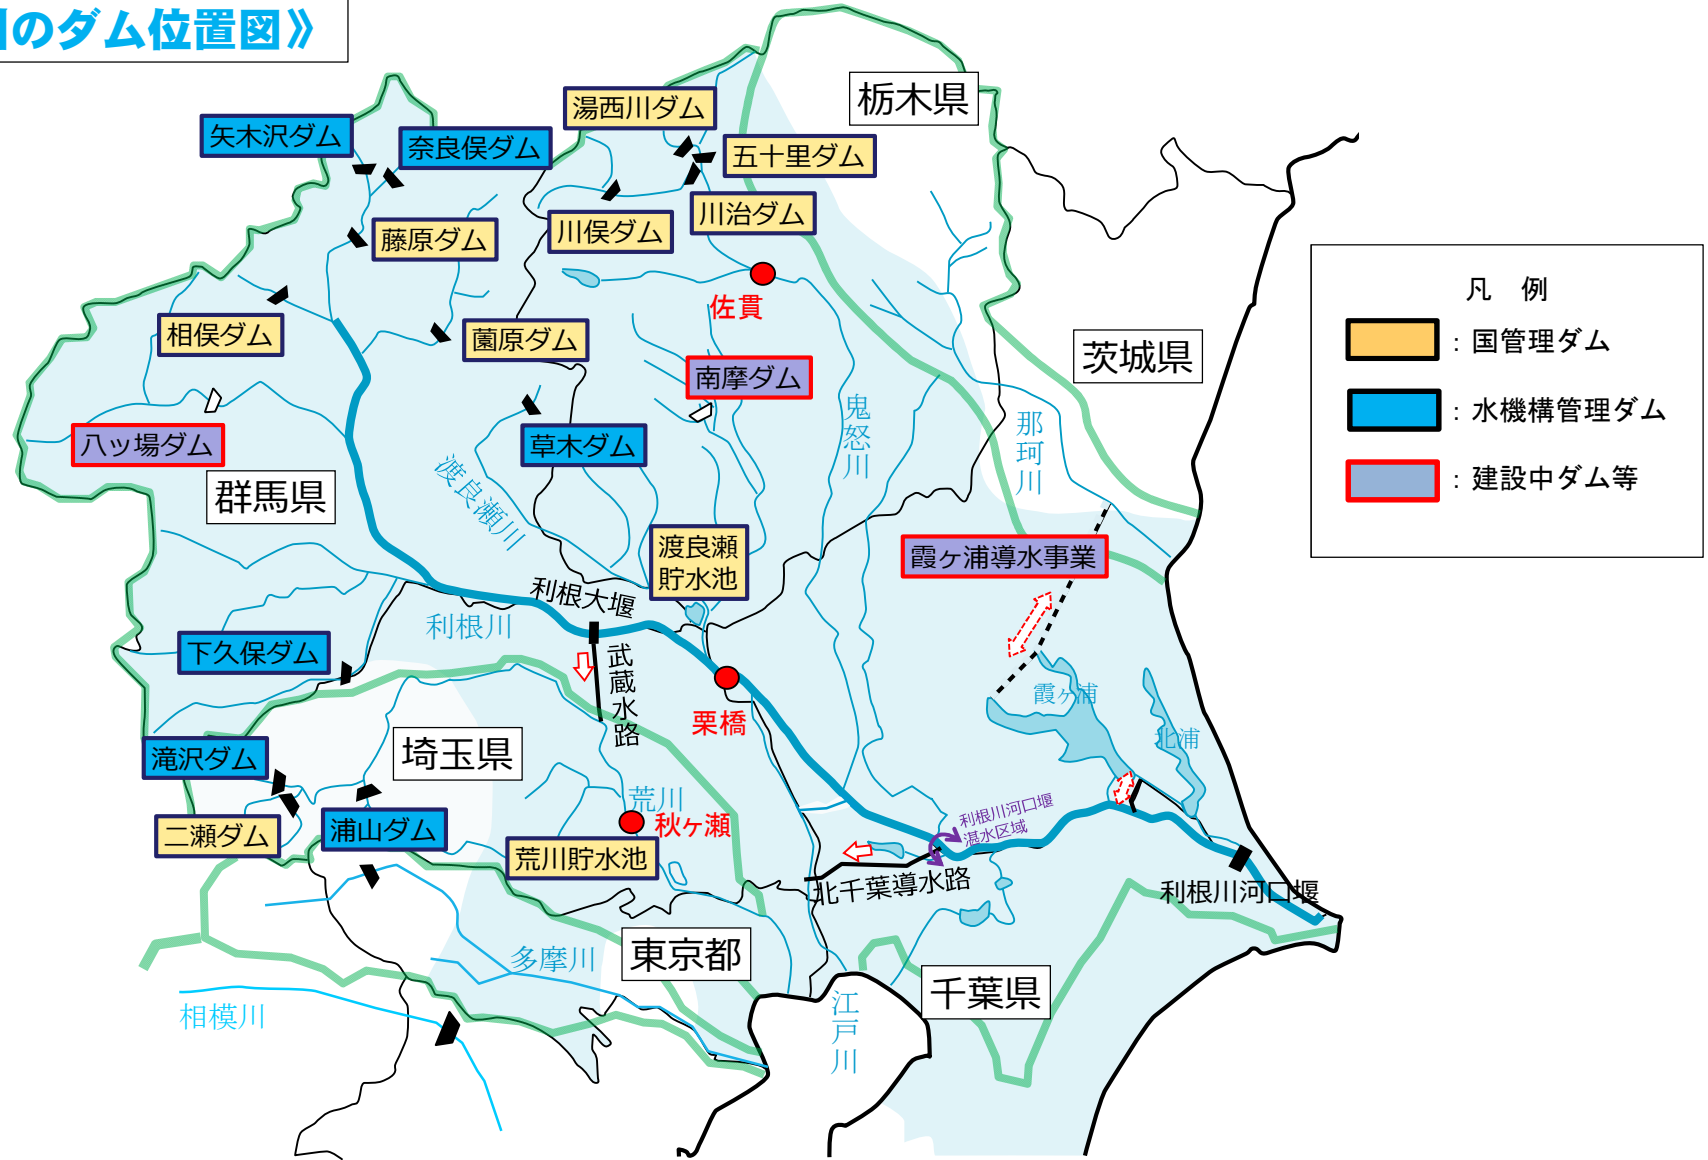 のダム位置図》
栃木県
湯西川ダム
矢木沢ダム
奈良俣ダム
五十里ダム
川治ダム
川俣ダム
藤原ダム
佐貫
相俣ダム
薗原ダム
南摩ダム
茨城県
凡 例
：国管理ダム
：水機構管理ダム
：建設中ダム等
八ッ場ダム
草木ダム
鬼怒川
那珂川
渡良瀬川
群馬県
渡良瀬
貯水池
霞ヶ浦導水事業
利根大堰
利根川
下久保ダム
武蔵水路
栗橋
霞ヶ浦
北浦
滝沢ダム
埼玉県
荒川
秋ヶ瀬
二瀬ダム
浦山ダム
荒川貯水池
利根川河口堰
湛水区域
北千葉導水路
利根川河口堰
東京都
多摩川
千葉県
相模川
江戸川